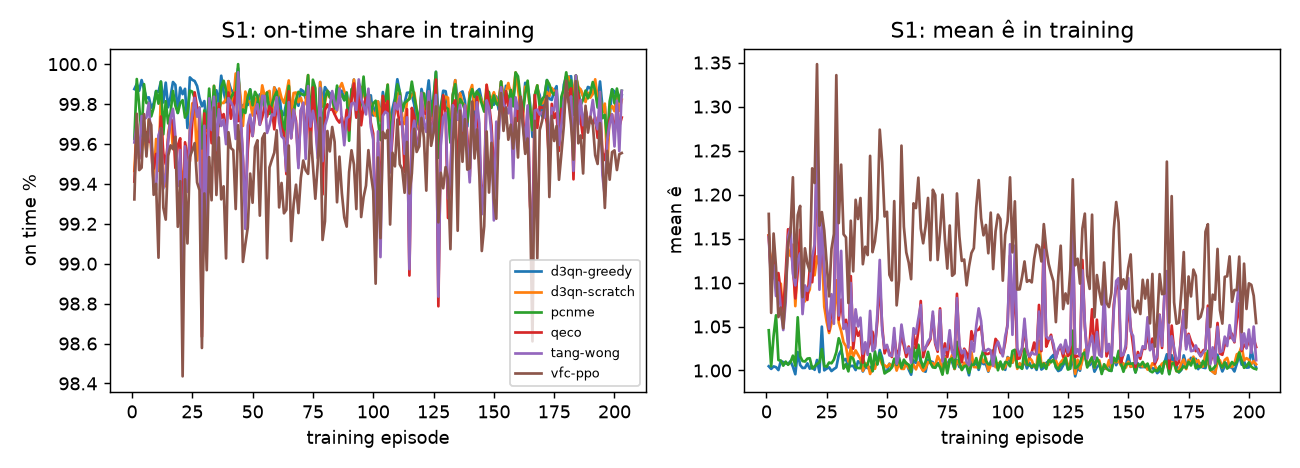 S1: on-time share in training
on time %
100.0
99.8
99.6
99.4
99.2
99.0
98.8
98.6
98.4
0
25
50
75
100
125
150
175
200
training episode
d3qn-greedy
d3qn-scratch
pcnme
qeco
tang-wong
vfc-ppo
S1: mean ê in training
mean ê
1.35
1.30
1.25
1.20
1.15
1.10
1.05
1.00
0
25
50
75
100
125
150
175
200
training episode